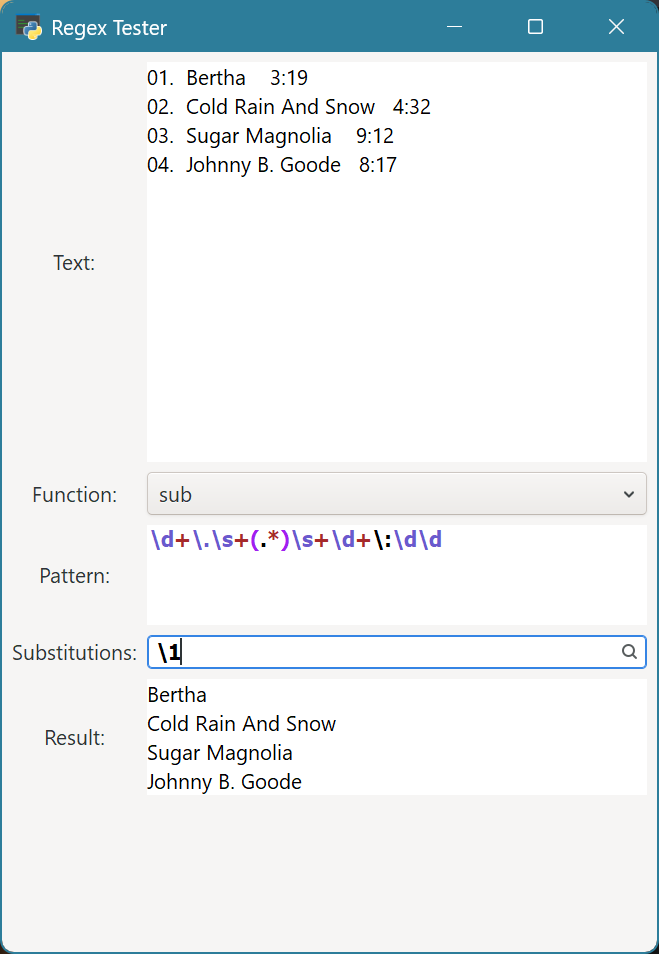 Regex Tester
Text:
01.  Bertha    3:19
02.  Cold Rain And Snow   4:32
03.  Sugar Magnolia    9:12
04.  Johnny B. Goode   8:17
Function:
sub
Pattern:
\d+\.\s+(.*)\s+\d+\:\d\d
Substitutions:
\1
Result:
Bertha
Cold Rain And Snow
Sugar Magnolia
Johnny B. Goode